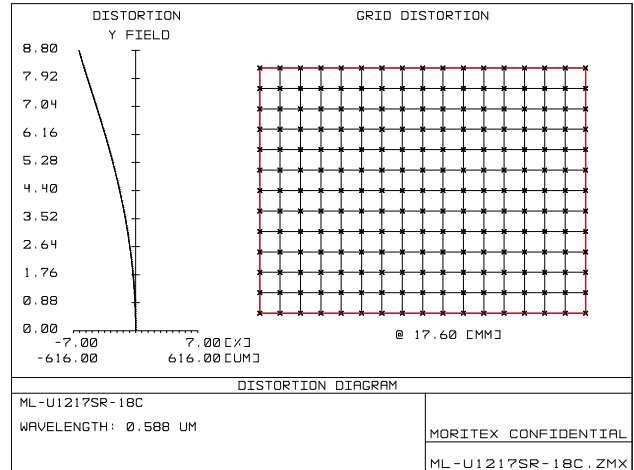 DISTORTION
Y FIELD
GRID DISTORTION
8.80
7.92
7.04
6.16
5.28
4.40
3.52
2.64
1.76
0.88
0.00
-7.00 7.00[%]
-616.00 616.00[UM]
@ 17.60 [MM]
DISTORTION DIAGRAM
ML-U1217SR-18C
WAVELENGTH: 0.588 UM
MORITEX CONFIDENTIAL
ML-U1217SR-18C.ZMX